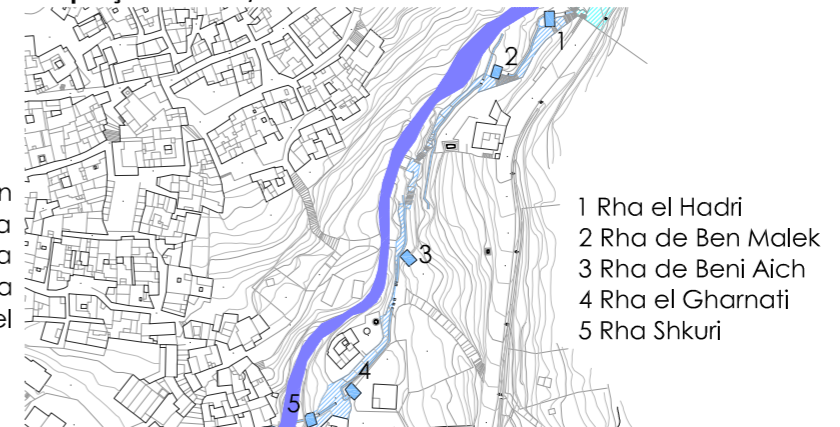 1
2
3
4
5
n
a
a
a
el
1 Rha el Hadri
2 Rha de Ben Malek
3 Rha de Beni Aich
4 Rha el Gharnati
5 Rha Shkuri